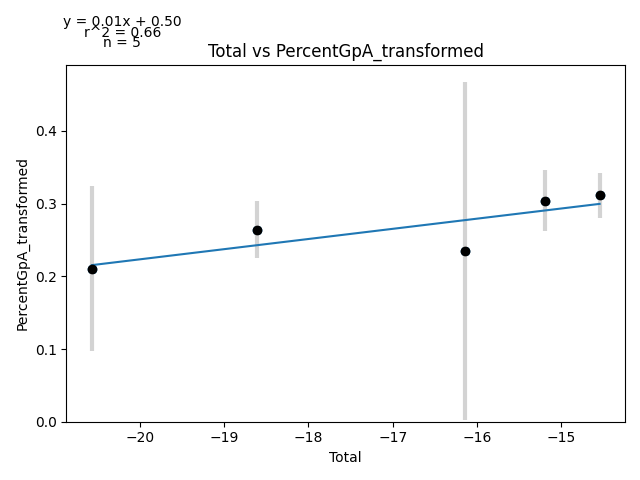 y = 0.01x + 0.50
r^2 = 0.66
n = 5
Total vs PercentGpA_transformed
PercentGpA_transformed
0.4
0.3
0.2
0.1
0.0
−20
−19
−18
−17
−16
−15
Total